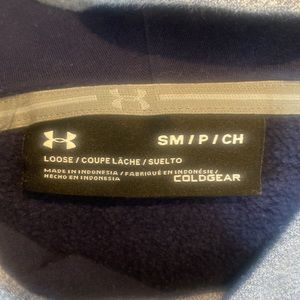 SM / P / CH
LOOSE / COUPE LÂCHE / SUELTO
MADE IN INDONESIA / FABRIQUÉ EN INDONÉSIE /
HECHO EN INDONESIA
COLDGEAR